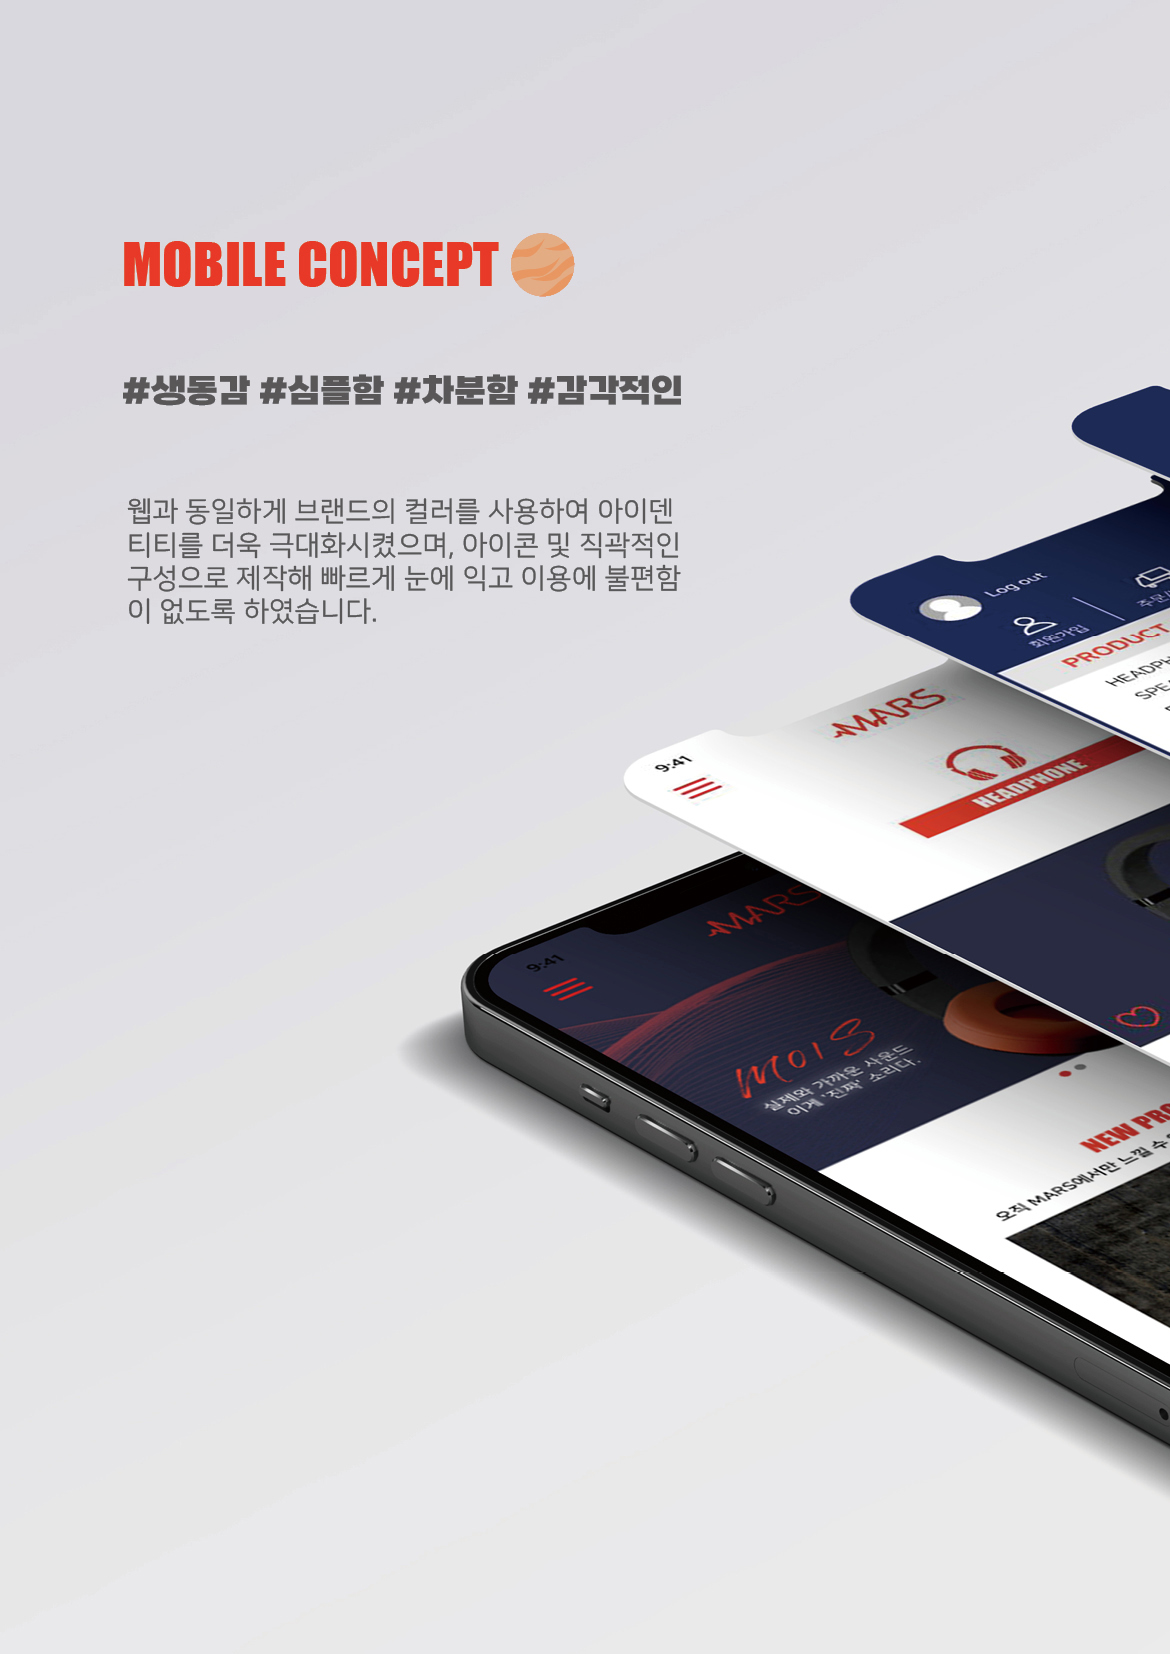 MOBILE CONCEPT
#생동감 #심플함 #차분함 #감각적인
웹과 동일하게 브랜드의 컬러를 사용하여 아이덴
티티를 더욱 극대화시켰으며, 아이콘 및 직관적인
구성으로 제작해 빠르게 눈에 익고 이용에 불편함
이 없도록 하였습니다.
Log out
회원가입
PRODUCT
MARS
9:41
HEADPHONE
MARS
9:41
MOIS
실제와 가까운 사운드
이게 '진짜' 소리다.
NEW
오직 MARS에서만 느낄 수